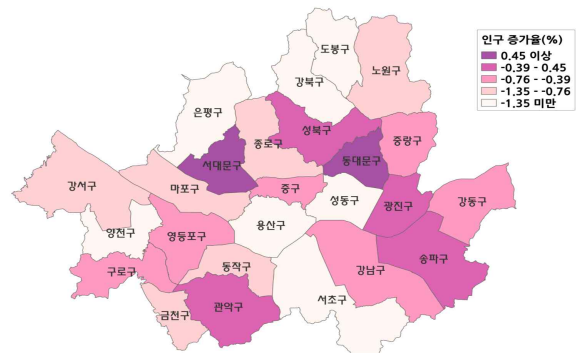 도봉구
노원구
강북구
은평구
성북구
중랑구
종로구
서대문구
동대문구
강서구
마포구
중구
성동구
광진구
강동구
양천구
영등포구
용산구
송파구
구로구
동작구
강남구
금천구
관악구
서초구
인구 증가율(%)
0.45 이상
-0.39 - 0.45
-0.76 - -0.39
-1.35 - -0.76
-1.35 미만